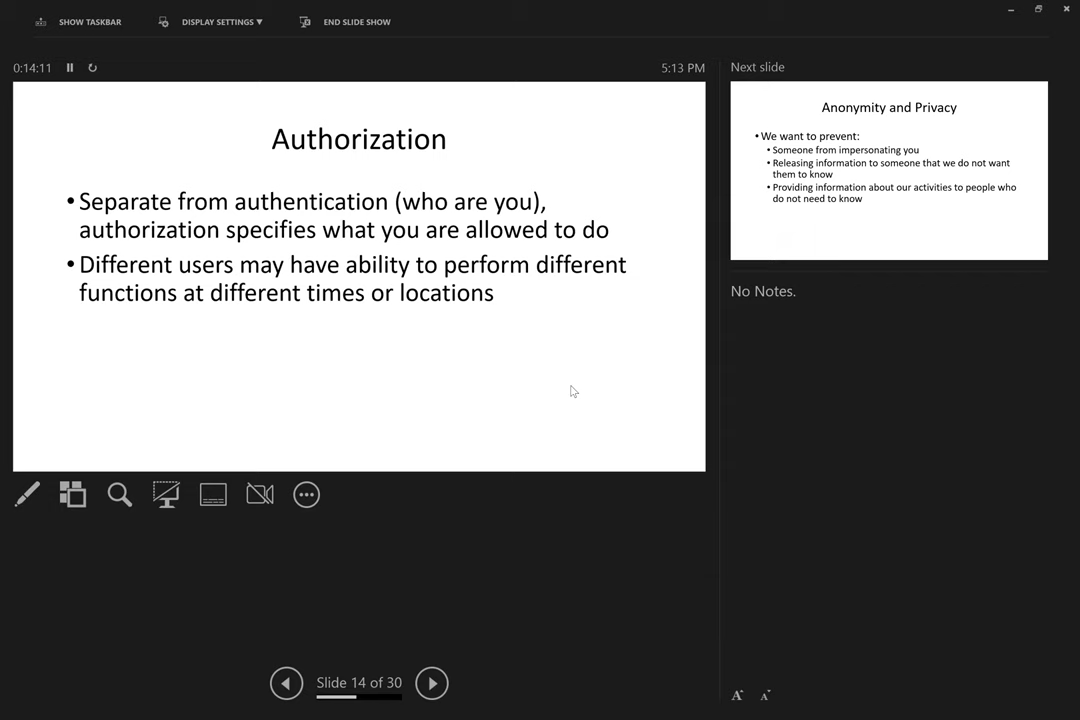 SHOW TASKBAR
DISPLAY SETTINGS ▼
END SLIDE SHOW
0:14:11
5:13 PM
Authorization
• Separate from authentication (who are you),
authorization specifies what you are allowed to do
• Different users may have ability to perform different
functions at different times or locations
Next slide
Anonymity and Privacy
• We want to prevent:
• Someone from impersonating you
• Releasing information to someone that we do not want
them to know
• Providing information about our activities to people who
do not need to know
No Notes.
Slide 14 of 30
A A